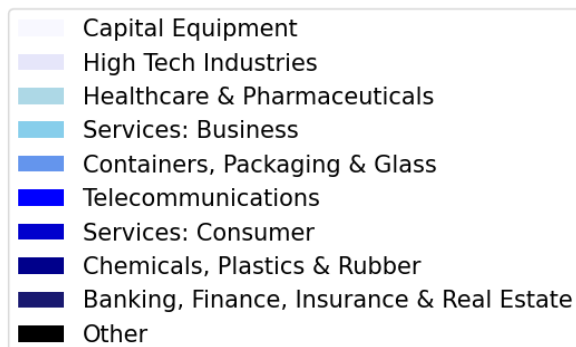 Capital Equipment
High Tech Industries
Healthcare & Pharmaceuticals
Services: Business
Containers, Packaging & Glass
Telecommunications
Services: Consumer
Chemicals, Plastics & Rubber
Banking, Finance, Insurance & Real Estate
Other